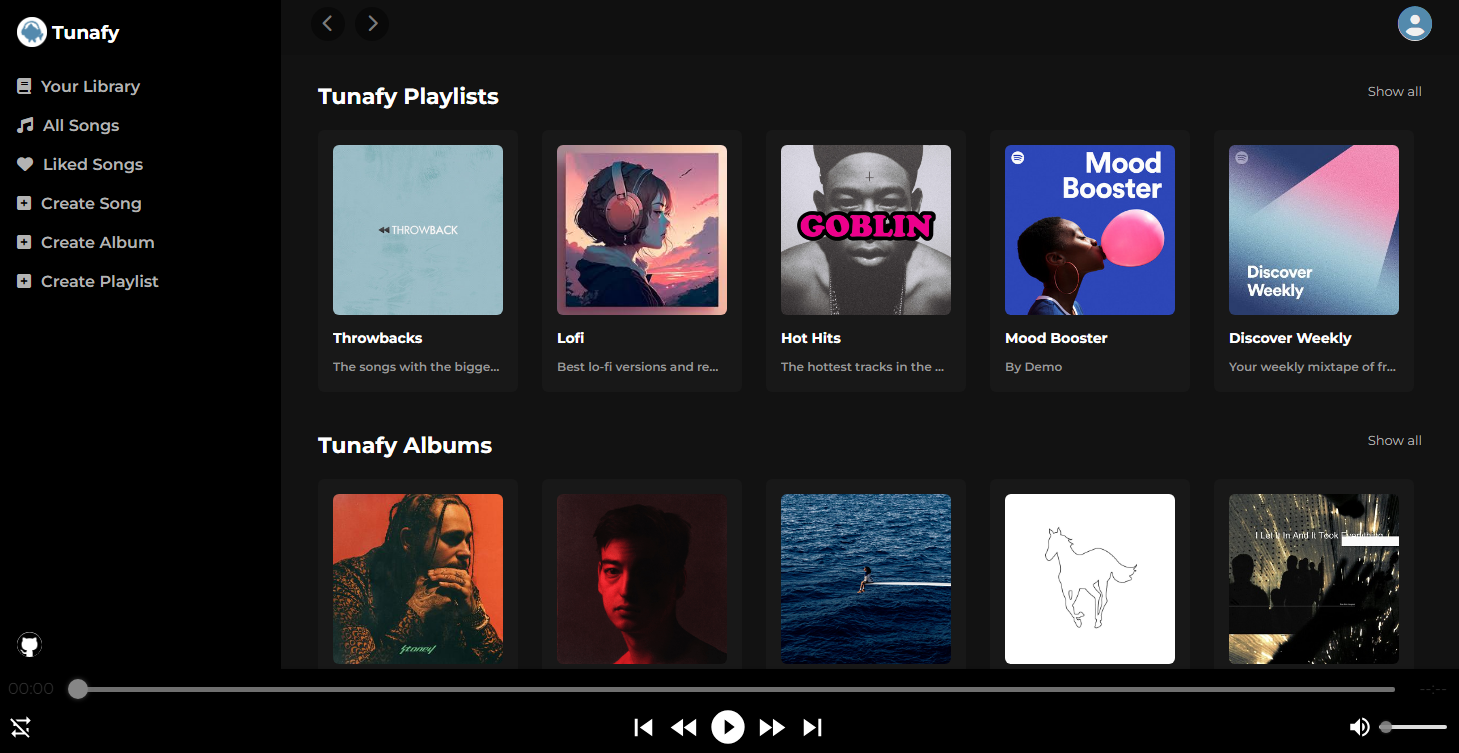 Tunafy
Your Library
All Songs
Liked Songs
Create Song
Create Album
Create Playlist
Tunafy Playlists
Show all
THROWBACK
GOBLIN
Mood
Booster
Discover
Weekly
Throwbacks
Lofi
Hot Hits
Mood Booster
Discover Weekly
The songs with the bigge...
Best lo-fi versions and re...
The hottest tracks in the ...
By Demo
Your weekly mixtape of fr...
Tunafy Albums
Show all
Stoney
I Let It In And It Took Everything
00:00
--:--